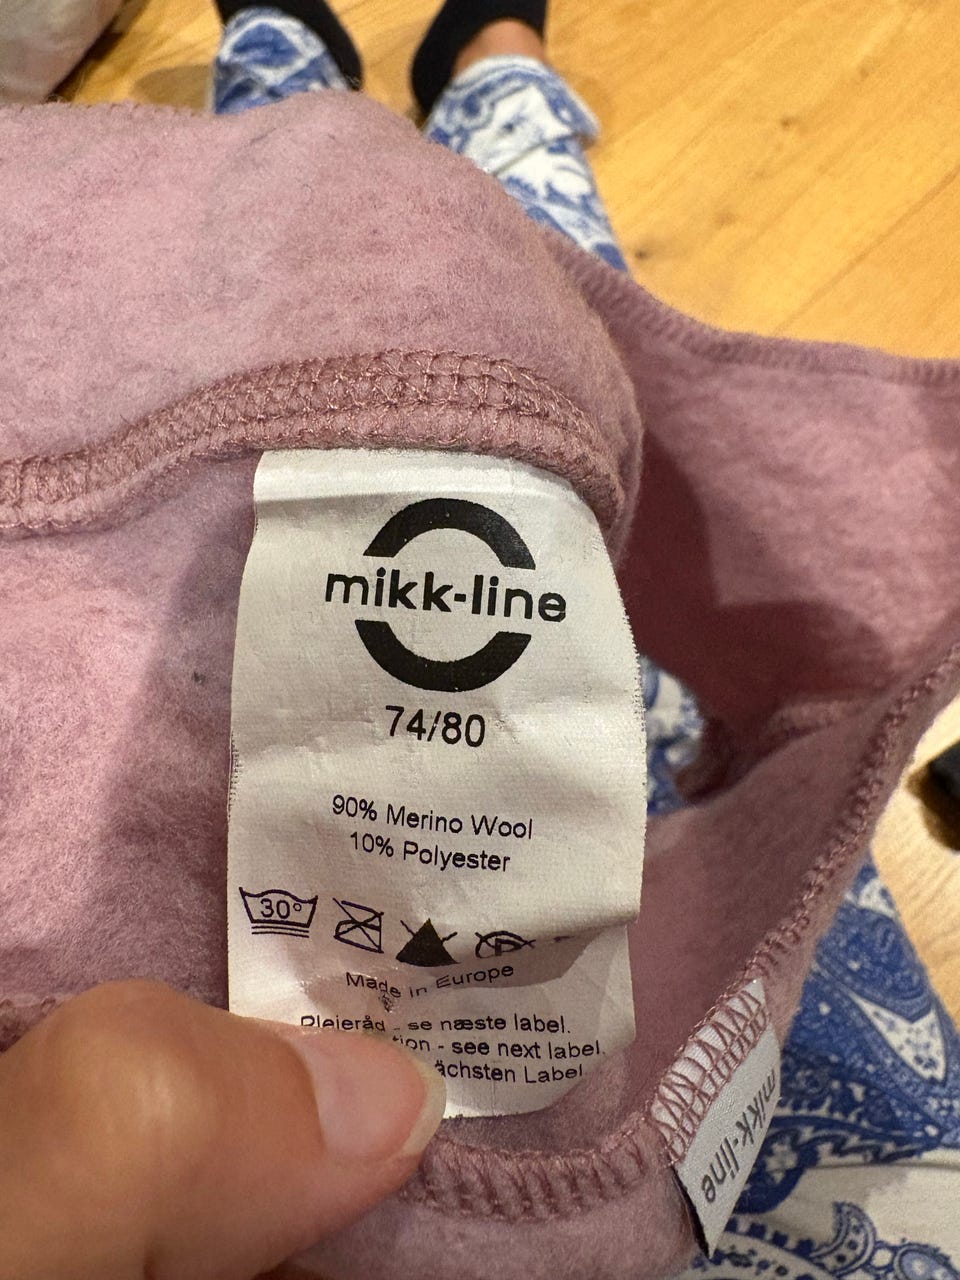 mikk-line
74/80
90% Merino Wool
10% Polyester
30°
Made in Europe
Plejeråd - se næste label.
- see next label.
Label
mikk-line